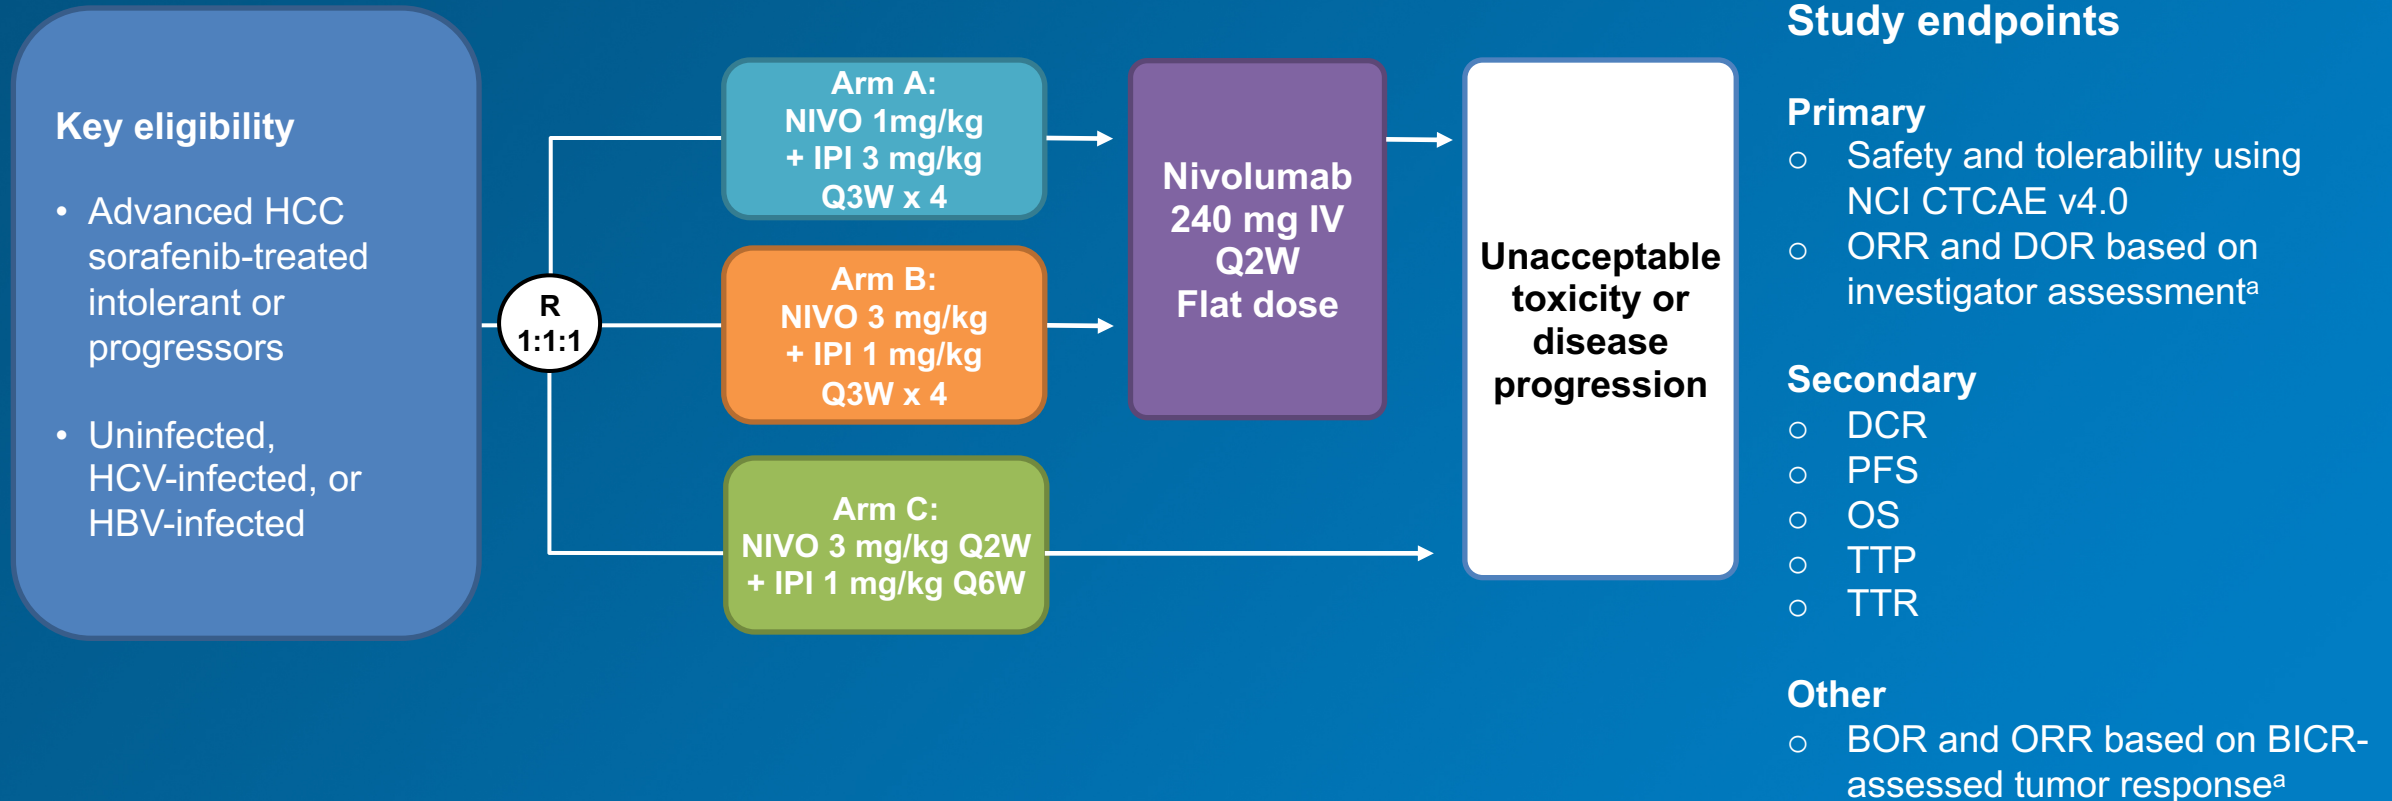 Key eligibility
• Advanced HCC
sorafenib-treated
intolerant or
progressors
• Uninfected,
HCV-infected, or
HBV-infected
R
1:1:1
Arm A:
NIVO 1mg/kg
+ IPI 3 mg/kg
Q3W x 4
Arm B:
NIVO 3 mg/kg
+ IPI 1 mg/kg
Q3W x 4
Arm C:
NIVO 3 mg/kg Q2W
+ IPI 1 mg/kg Q6W
Nivolumab
240 mg IV
Q2W
Flat dose
Unacceptable
toxicity or
disease
progression
Study endpoints
Primary
o Safety and tolerability using
NCI CTCAE v4.0
o ORR and DOR based on
investigator assessmentᵃ
Secondary
o DCR
o PFS
o OS
o TTP
o TTR
Other
o BOR and ORR based on BICR-
assessed tumor responseᵃ